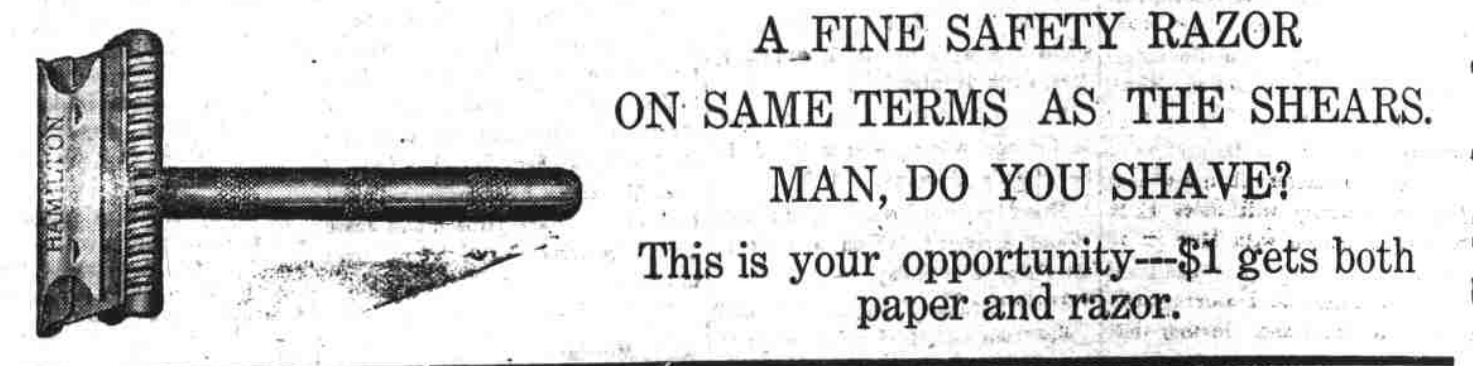 HAMILTON
A FINE SAFETY RAZOR
ON SAME TERMS AS THE SHEARS.
MAN, DO YOU SHAVE?
This is your opportunity---$1 gets both
paper and razor.